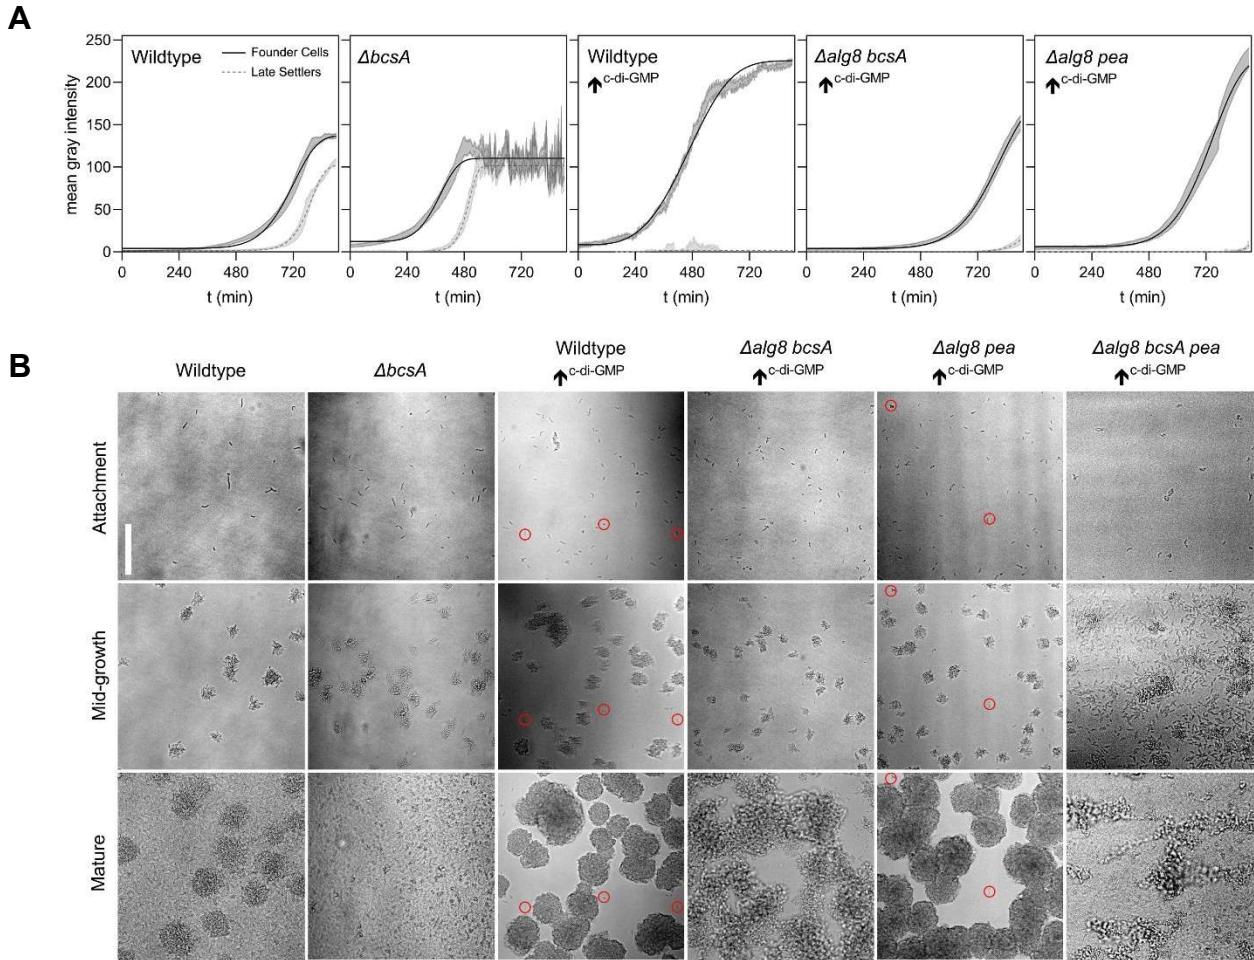 A
Wildtype
Founder Cells
Late Settlers
ΔbcsA
Wildtype
↑c-di-GMP
Δalg8 bcsA
↑c-di-GMP
Δalg8 pea
↑c-di-GMP
mean gray intensity
250
200
150
100
50
0
0 240 480 720
0 240 480 720
0 240 480 720
0 240 480 720
0 240 480 720
t (min)
t (min)
t (min)
t (min)
t (min)
B
Wildtype
ΔbcsA
Wildtype
↑c-di-GMP
Δalg8 bcsA
↑c-di-GMP
Δalg8 pea
↑c-di-GMP
Δalg8 bcsA pea
↑c-di-GMP
Attachment
Mid-growth
Mature